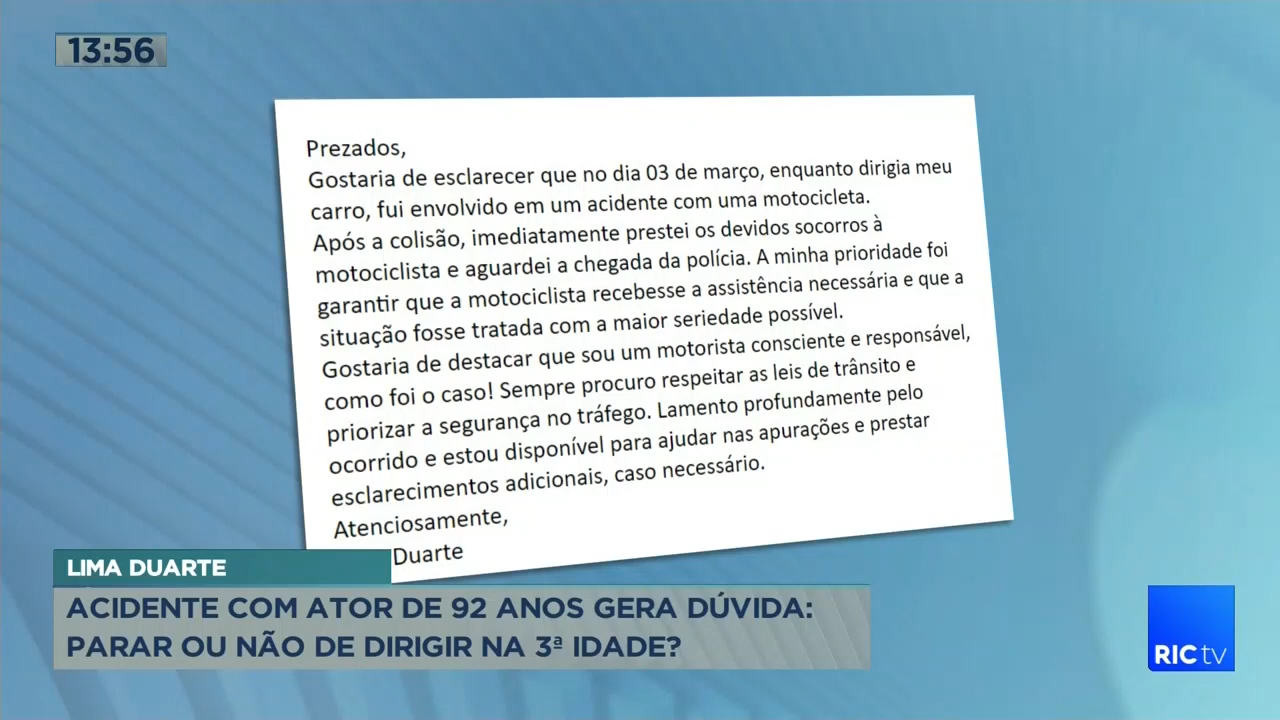 13:56
Prezados,
Gostaria de esclarecer que no dia 03 de março, enquanto dirigia meu
carro, fui envolvido em um acidente com uma motocicleta.
Após a colisão, imediatamente prestei os devidos socorros à
motociclista e aguardei a chegada da polícia. A minha prioridade foi
garantir que a motociclista recebesse a assistência necessária e que a
situação fosse tratada com a maior seriedade possível.
Gostaria de destacar que sou um motorista consciente e responsável,
como foi o caso! Sempre procuro respeitar as leis de trânsito e
priorizar a segurança no tráfego. Lamento profundamente pelo
ocorrido e estou disponível para ajudar nas apurações e prestar
esclarecimentos adicionais, caso necessário.
Atenciosamente,
Duarte
LIMA DUARTE
ACIDENTE COM ATOR DE 92 ANOS GERA DÚVIDA:
PARAR OU NÃO DE DIRIGIR NA 3ª IDADE?
RIC tv